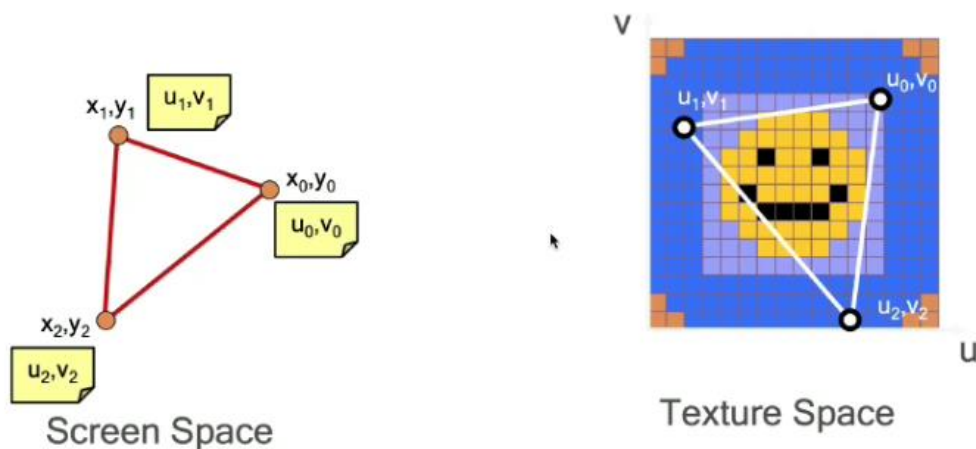 x₁,y₁
u₁,v₁
x₀,y₀
u₀,v₀
x₂,y₂
u₂,v₂
Screen Space
v
u₀,v₀
u₁,v₁
u₂,v₂
u
Texture Space